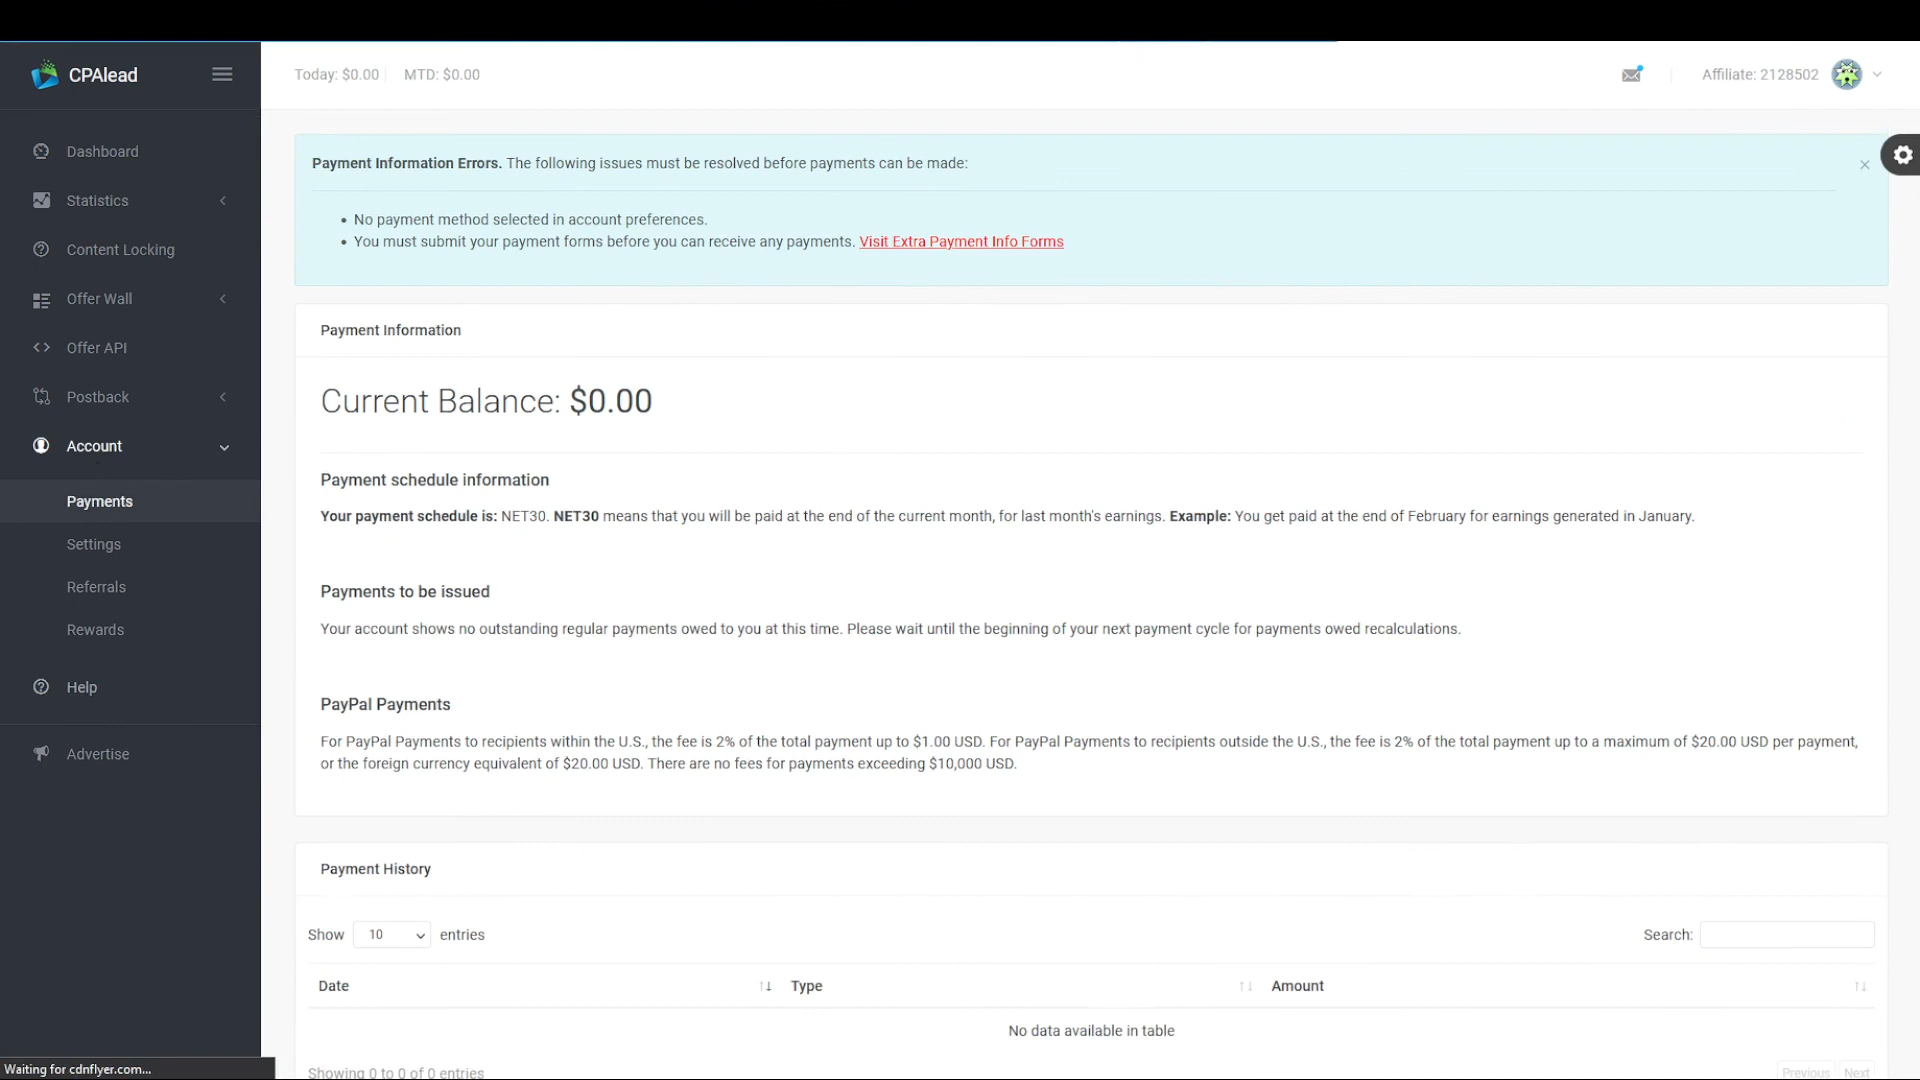 CPAlead
Today: $0.00
MTD: $0.00
Affiliate: 2128502
Dashboard
Statistics
Content Locking
Offer Wall
Offer API
Postback
Account
Payments
Settings
Referrals
Rewards
Help
Advertise
Payment Information Errors. The following issues must be resolved before payments can be made:
No payment method selected in account preferences.
You must submit your payment forms before you can receive any payments. Visit Extra Payment Info Forms
Payment Information
Current Balance: $0.00
Payment schedule information
Your payment schedule is: NET30. NET30 means that you will be paid at the end of the current month, for last month's earnings. Example: You get paid at the end of February for earnings generated in January.
Payments to be issued
Your account shows no outstanding regular payments owed to you at this time. Please wait until the beginning of your next payment cycle for payments owed recalculations.
PayPal Payments
For PayPal Payments to recipients within the U.S., the fee is 2% of the total payment up to $1.00 USD. For PayPal Payments to recipients outside the U.S., the fee is 2% of the total payment up to a maximum of $20.00 USD per payment,
or the foreign currency equivalent of $20.00 USD. There are no fees for payments exceeding $10,000 USD.
Payment History
Show 10 entries
Search:
Date
Type
Amount
No data available in table
Showing 0 to 0 of 0 entries
Previous
Next
Waiting for cdnflyer.com...